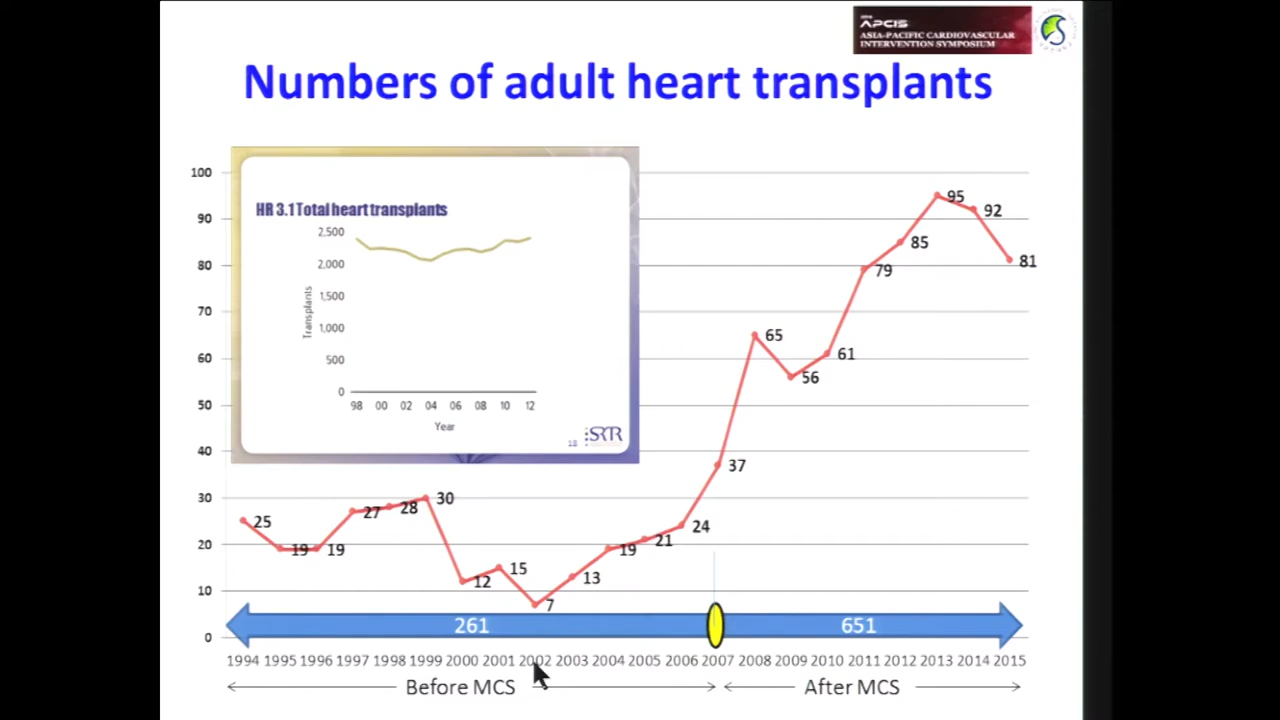 APCIS
ASIA-PACIFIC CARDIOVASCULAR
INTERVENTION SYMPOSIUM
Numbers of adult heart transplants
100
90
80
70
60
50
40
30
20
10
0
HR 3.1 Total heart transplants
2,500
2,000
1,500
1,000
500
0
Transplants
98 00 02 04 06 08 10 12
Year
18 SRTR
25 19 19 27 28 30 12 15 7 13 19 21 24 37 65 56 61 79 85 95 92 81
261 651
1994 1995 1996 1997 1998 1999 2000 2001 2002 2003 2004 2005 2006 2007 2008 2009 2010 2011 2012 2013 2014 2015
Before MCS After MCS